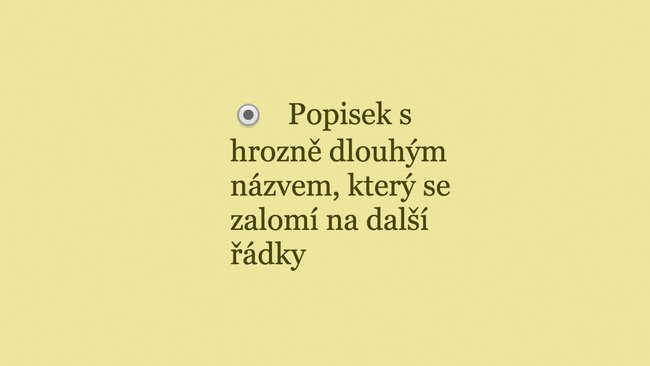 Popisek s
hrozně dlouhým
názvem, který se
zalomí na další
řádky